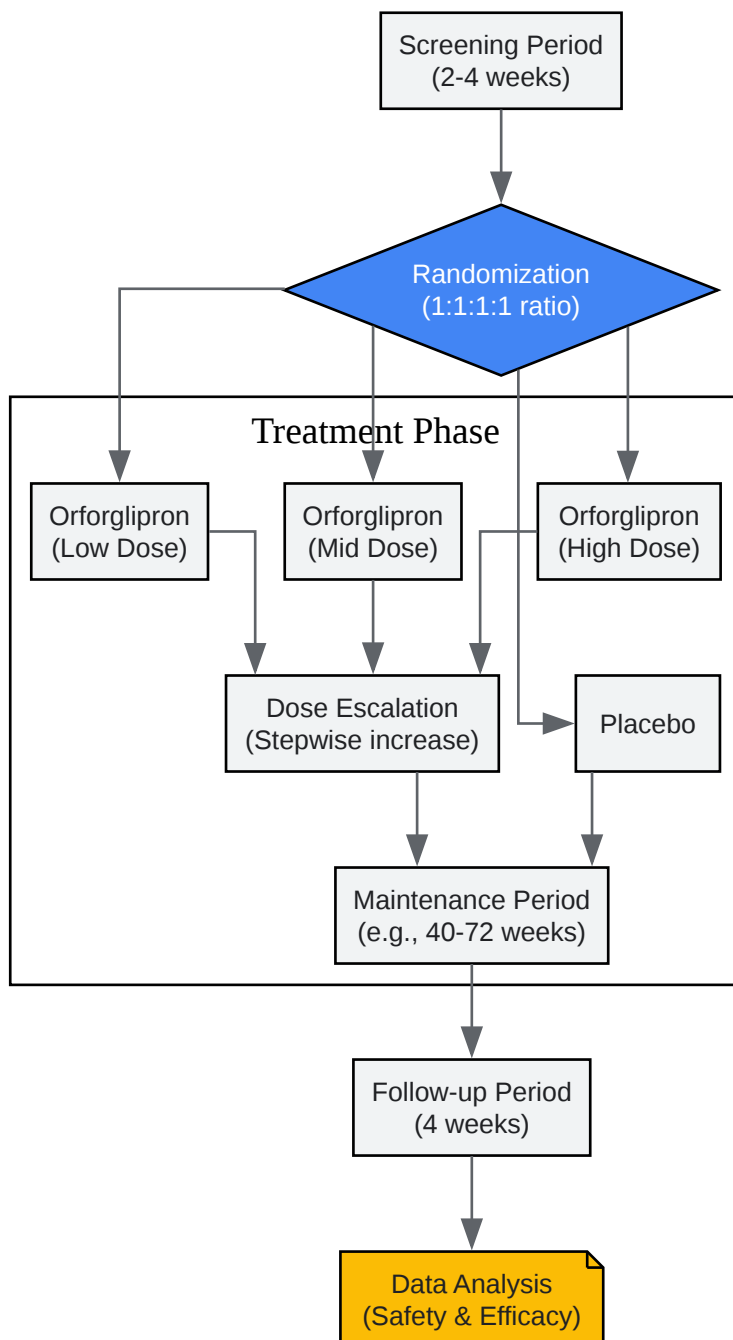 Screening Period
(2-4 weeks)
Randomization
(1:1:1:1 ratio)
Treatment Phase
Orforglipron
(Low Dose)
Orforglipron
(Mid Dose)
Orforglipron
(High Dose)
Dose Escalation
(Stepwise increase)
Placebo
Maintenance Period
(e.g., 40-72 weeks)
Follow-up Period
(4 weeks)
Data Analysis
(Safety & Efficacy)